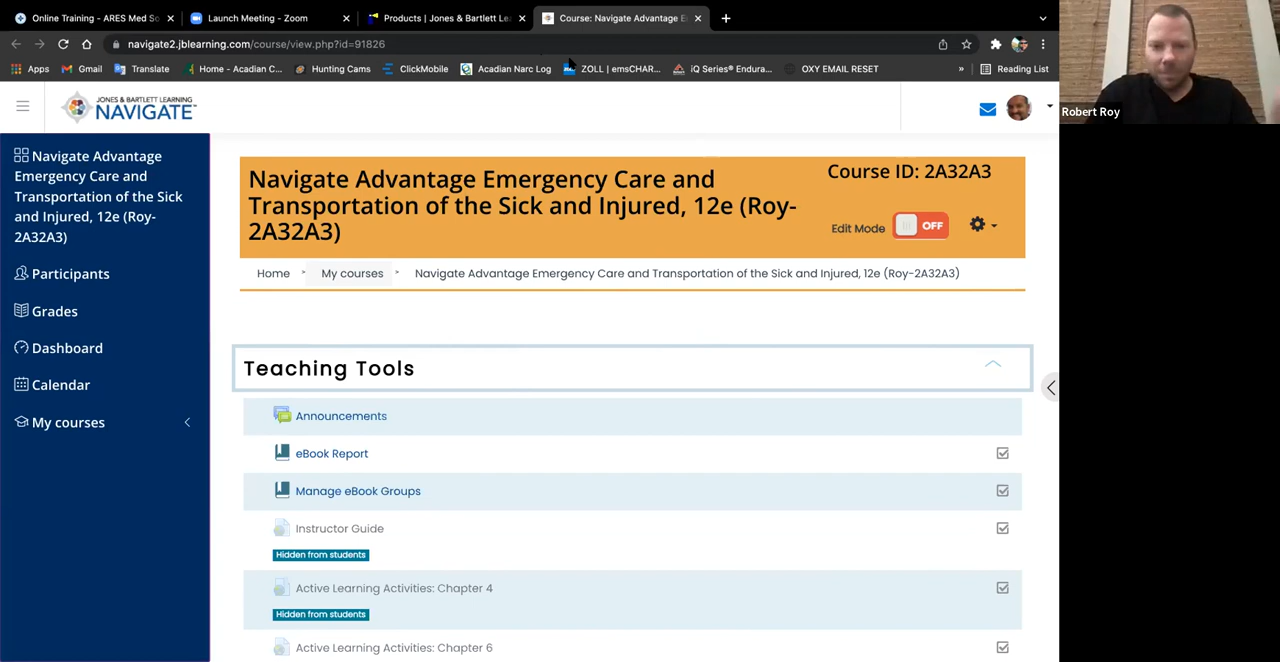 Online Training - ARES Med So
Launch Meeting - Zoom
Products | Jones & Bartlett Le
Course: Navigate Advantage E
navigate2.jblearning.com/course/view.php?id=91826
Apps
Gmail
Translate
Home - Acadian C...
Hunting Cams
ClickMobile
Acadian Narc Log
ZOLL | emsCHAR...
iQ Series® Endura...
OXY EMAIL RESET
»
Reading List
JONES & BARTLETT LEARNING
NAVIGATE
Robert Roy
Navigate Advantage
Emergency Care and
Transportation of the Sick
and Injured, 12e (Roy-
2A32A3)
Participants
Grades
Dashboard
Calendar
My courses
Navigate Advantage Emergency Care and
Transportation of the Sick and Injured, 12e (Roy-
2A32A3)
Course ID: 2A32A3
Edit Mode
OFF
Home
My courses
Navigate Advantage Emergency Care and Transportation of the Sick and Injured, 12e (Roy-2A32A3)
Teaching Tools
Announcements
eBook Report
Manage eBook Groups
Instructor Guide
Hidden from students
Active Learning Activities: Chapter 4
Hidden from students
Active Learning Activities: Chapter 6